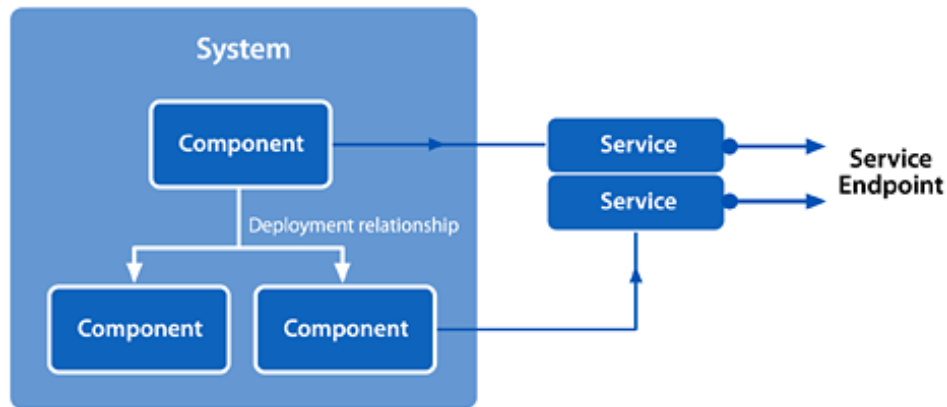 System
Component
Service
Service
Service
Endpoint
Deployment relationship
Component
Component